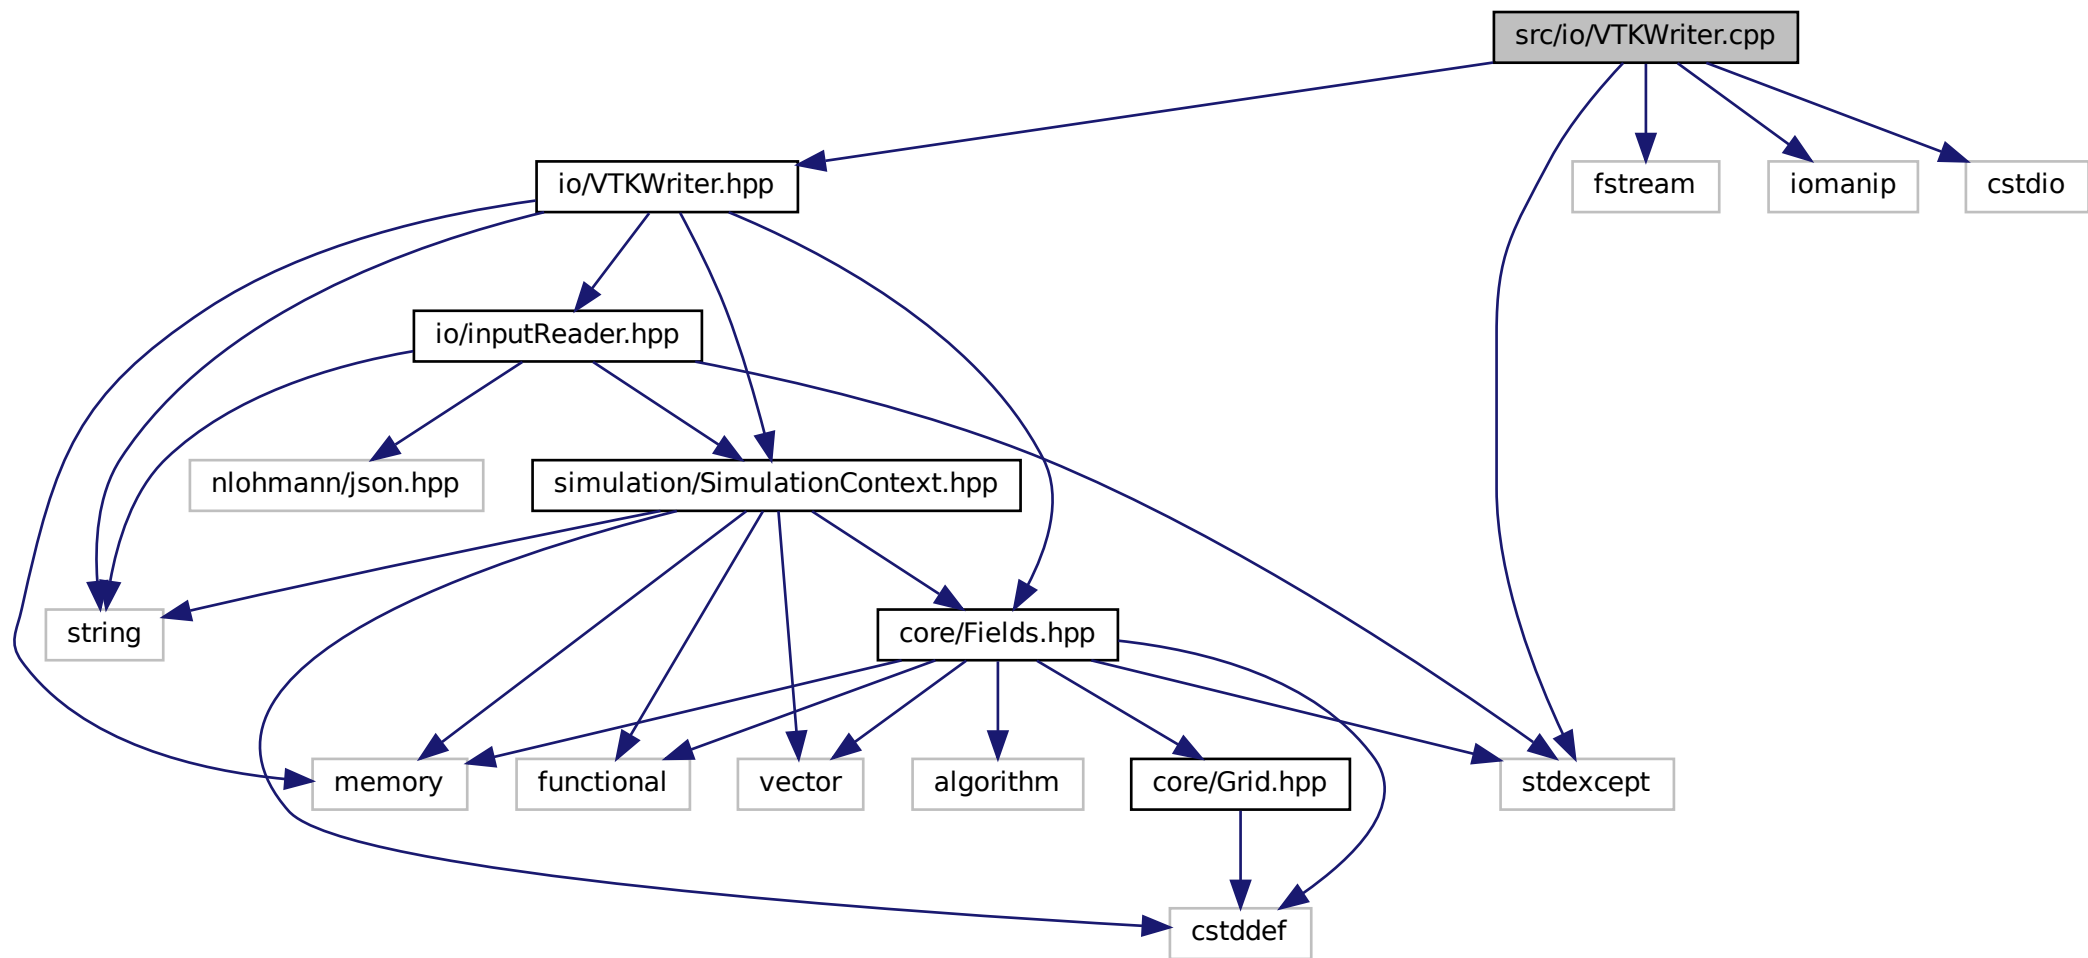 src/io/VTKWriter.cpp
io/VTKWriter.hpp
fstream
iomanip
cstdio
io/inputReader.hpp
nlohmann/json.hpp
simulation/SimulationContext.hpp
string
core/Fields.hpp
memory
functional
vector
algorithm
core/Grid.hpp
stdexcept
cstddef